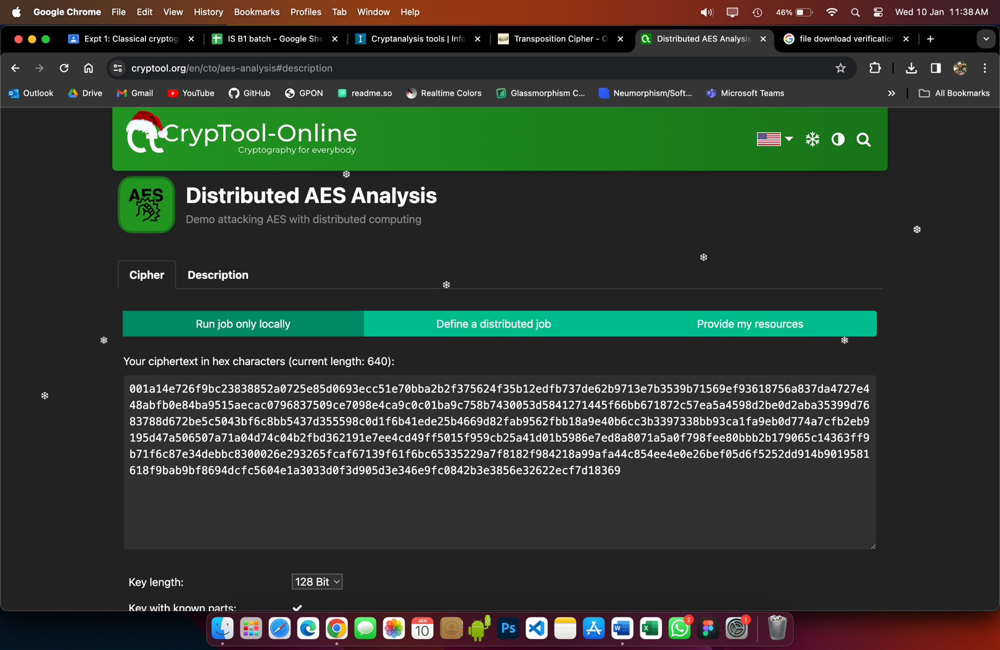 Google Chrome File Edit View History Bookmarks Profiles Tab Window Help 46% Wed 10 Jan 11:38 AM
Expt 1: Classical cryptog IS B1 batch - Google She Cryptanalysis tools | Info Transposition Cipher - O Distributed AES Analysis file download verification
cryptool.org/en/cto/aes-analysis#description
Outlook Drive Gmail YouTube GitHub GPON readme.so Realtime Colors Glassmorphism C... Neumorphism/Soft... Microsoft Teams All Bookmarks
CrypTool-Online
Cryptography for everybody
AES
Distributed AES Analysis
Demo attacking AES with distributed computing
Cipher Description
Run job only locally Define a distributed job Provide my resources
Your ciphertext in hex characters (current length: 640):
001a14e726f9bc23838852a0725e85d0693ecc51e70bba2b2f375624f35b12edfb737de62b9713e7b3539b71569ef93618756a837da4727e4
48abfb0e84ba9515aecac0796837509ce7098e4ca9c0c01ba9c758b7430053d5841271445f66bb671872c57ea5a4598d2be0d2aba35399d76
83788d672be5c5043bf6c8bb5437d355598c0d1f6b41ede25b4669d82fab9562fbb18a9e40b6cc3b3397338bb93ca1fa9eb0d774a7cfb2eb9
195d47a506507a71a04d74c04b2fbd362191e7ee4cd49ff5015f959cb25a41d01b5986e7ed8a8071a5a0f798fee80bbb2b179065c14363ff9
b71f6c87e34debbc8300026e293265fcaf67139f61f6bc65335229a7f8182f984218a99afa44c854ee4e0e26bef05d6f5252dd914b9019581
618f9bab9bf8694dcfc5604e1a3033d0f3d905d3e346e9fc0842b3e3856e32622ecf7d18369
Key length: 128 Bit
Key with known parts:
JAN
10
Ps
W
X
2
1